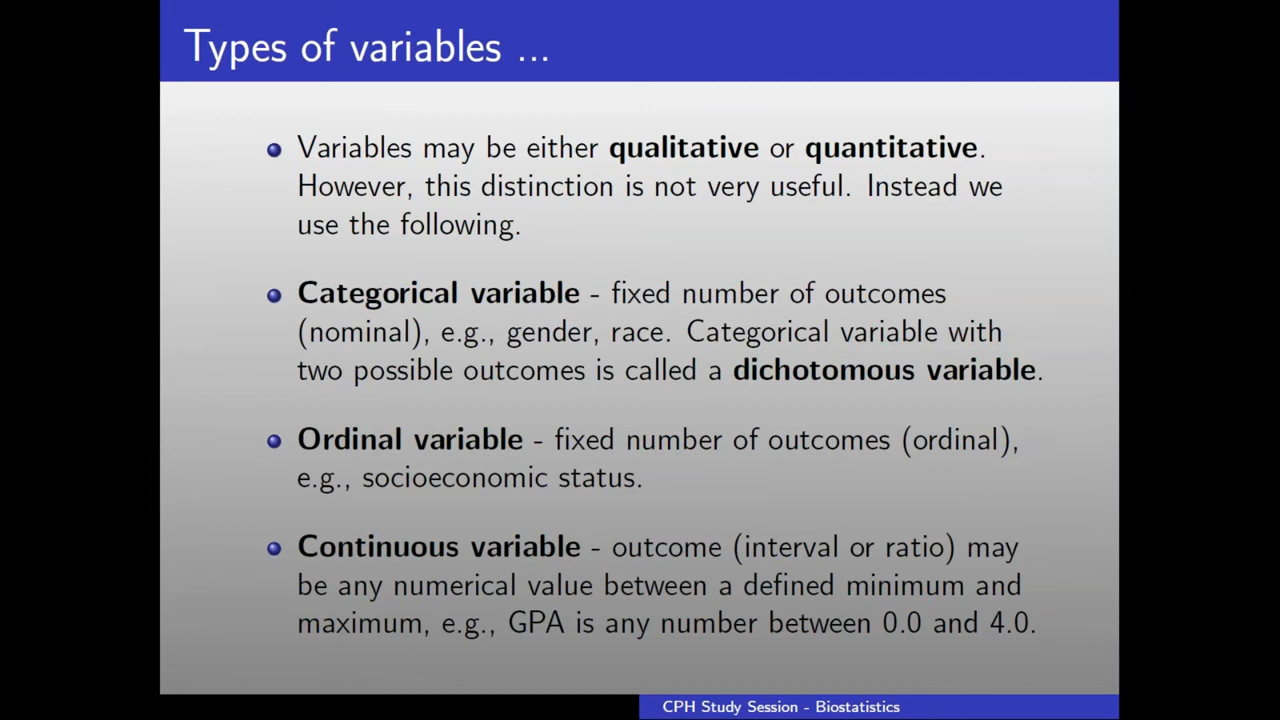 Types of variables ...
Variables may be either qualitative or quantitative.
However, this distinction is not very useful. Instead we
use the following.
Categorical variable - fixed number of outcomes
(nominal), e.g., gender, race. Categorical variable with
two possible outcomes is called a dichotomous variable.
Ordinal variable - fixed number of outcomes (ordinal),
e.g., socioeconomic status.
Continuous variable - outcome (interval or ratio) may
be any numerical value between a defined minimum and
maximum, e.g., GPA is any number between 0.0 and 4.0.
CPH Study Session - Biostatistics